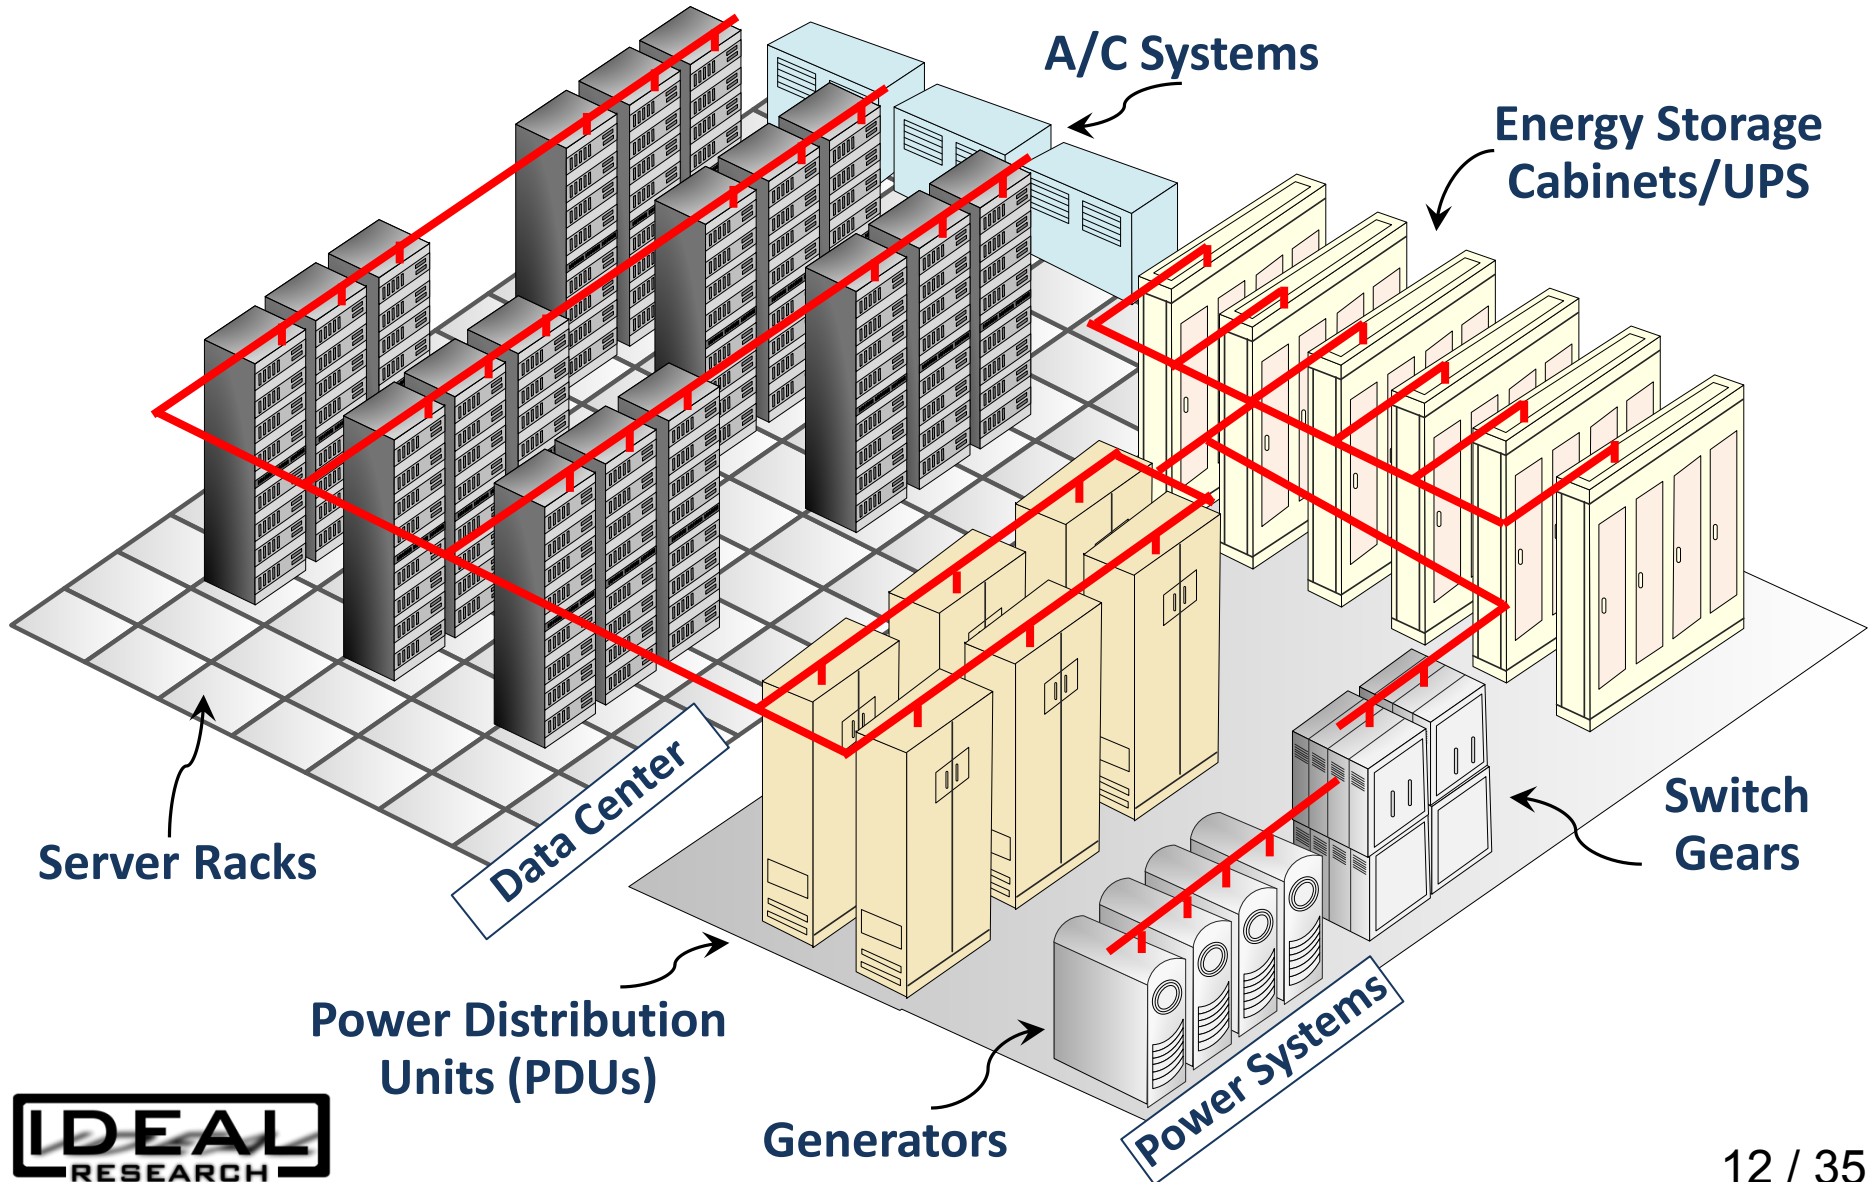 A/C Systems
Energy Storage
Cabinets/UPS
Server Racks
Data Center
Switch
Gears
Power Distribution
Units (PDUs)
Generators
Power Systems
IDEAL
RESEARCH
12 / 35